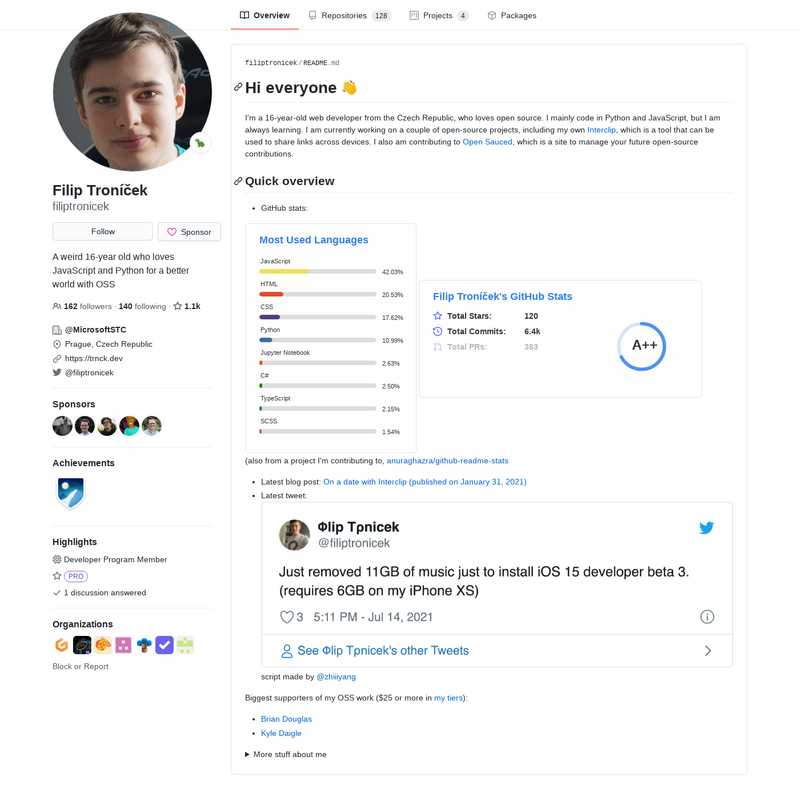 Overview
Repositories 128
Projects 4
Packages
Filip Troníček
filiptronicek
Follow
Sponsor
A weird 16-year old who loves
JavaScript and Python for a better
world with OSS
162 followers · 140 following · 1.1k
@MicrosoftSTC
Prague, Czech Republic
https://trnck.dev
@filiptronicek
Sponsors
Achievements
Highlights
Developer Program Member
PRO
1 discussion answered
Organizations
Block or Report
filiptronicek/README.md
Hi everyone 👋
I'm a 16-year-old web developer from the Czech Republic, who loves open source. I mainly code in Python and JavaScript, but I am
always learning. I am currently working on a couple of open-source projects, including my own Interclip, which is a tool that can be
used to share links across devices. I also am contributing to Open Sauced, which is a site to manage your future open-source
contributions.
Quick overview
• GitHub stats:
Most Used Languages
JavaScript
42.03%
HTML
20.53%
CSS
17.62%
Python
10.99%
Jupyter Notebook
2.63%
C#
2.50%
TypeScript
2.15%
SCSS
1.54%
Filip Troníček's GitHub Stats
Total Stars: 120
Total Commits: 6.4k
Total PRs: 363
A++
(also from a project I'm contributing to, anuraghazra/github-readme-stats
• Latest blog post: On a date with Interclip (published on January 31, 2021)
• Latest tweet:
Φlip Tρnicek
@filiptronicek
Just removed 11GB of music just to install iOS 15 developer beta 3.
(requires 6GB on my iPhone XS)
3 5:11 PM - Jul 14, 2021
See Φlip Tρnicek's other Tweets
script made by @zhiiiyang
Biggest supporters of my OSS work ($25 or more in my tiers):
• Brian Douglas
• Kyle Daigle
▶ More stuff about me